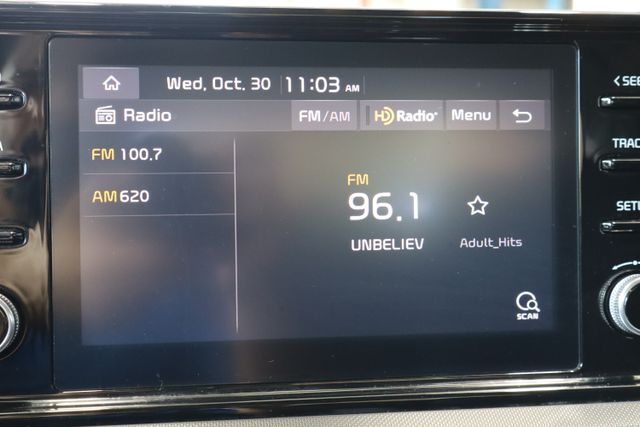 Wed, Oct. 30 11:03 AM
Radio FM/AM HD Radio Menu
FM 100.7
AM 620
FM
96.1
UNBELIEV Adult_Hits
SCAN